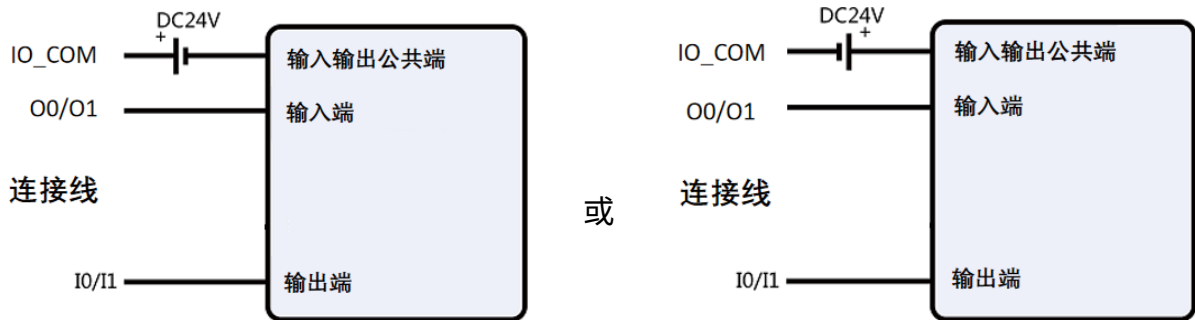 DC24V
+
IO_COM
输入输出公共端
O0/O1
输入端
连接线
I0/I1
输出端
或
DC24V
+
IO_COM
输入输出公共端
O0/O1
输入端
连接线
I0/I1
输出端